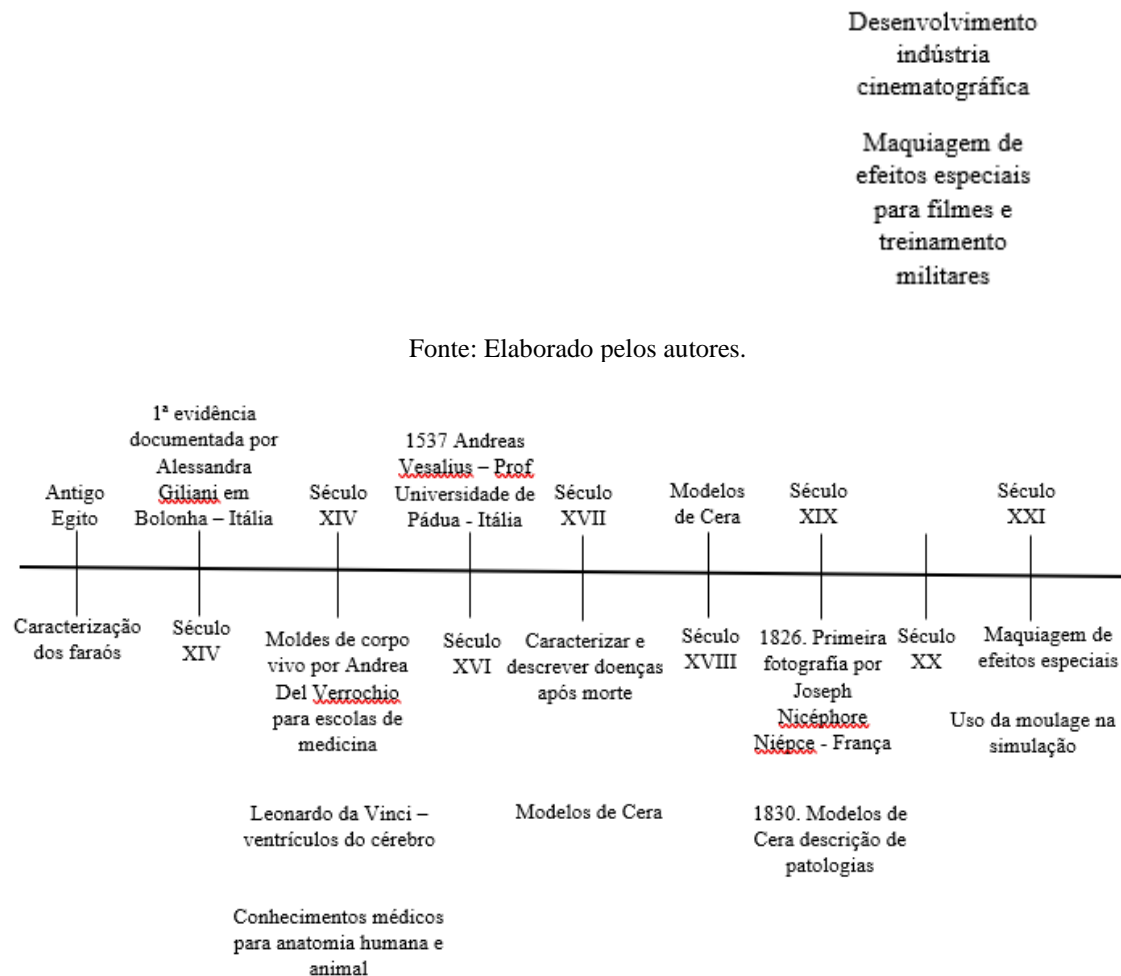 Desenvolvimento
indústria
cinematográfica
Maquiagem de
efeitos especiais
para filmes e
treinamento
militares
Fonte: Elaborado pelos autores.
Antigo
Egito
1ª evidência
documentada por
Alessandra
Giliani em
Bolonha – Itália
Século
XIV
1537 Andreas
Vesalius – Prof
Universidade de
Pádua - Itália
Século
XVII
Modelos
de Cera
Século
XIX
Século
XXI
Caracterização
dos faraós
Século
XIV
Moldes de corpo
vivo por Andrea
Del Verrochio
para escolas de
medicina
Leonardo da Vinci –
ventrículos do cérebro
Conhecimentos médicos
para anatomia humana e
animal
Século
XVI
Caracterizar e
descrever doenças
após morte
Modelos de Cera
Século
XVIII
1826. Primeira
fotografia por
Joseph
Nicéphore
Niépce - França
1830. Modelos de
Cera descrição de
patologias
Século
XX
Maquiagem de
efeitos especiais
Uso da moulage na
simulação